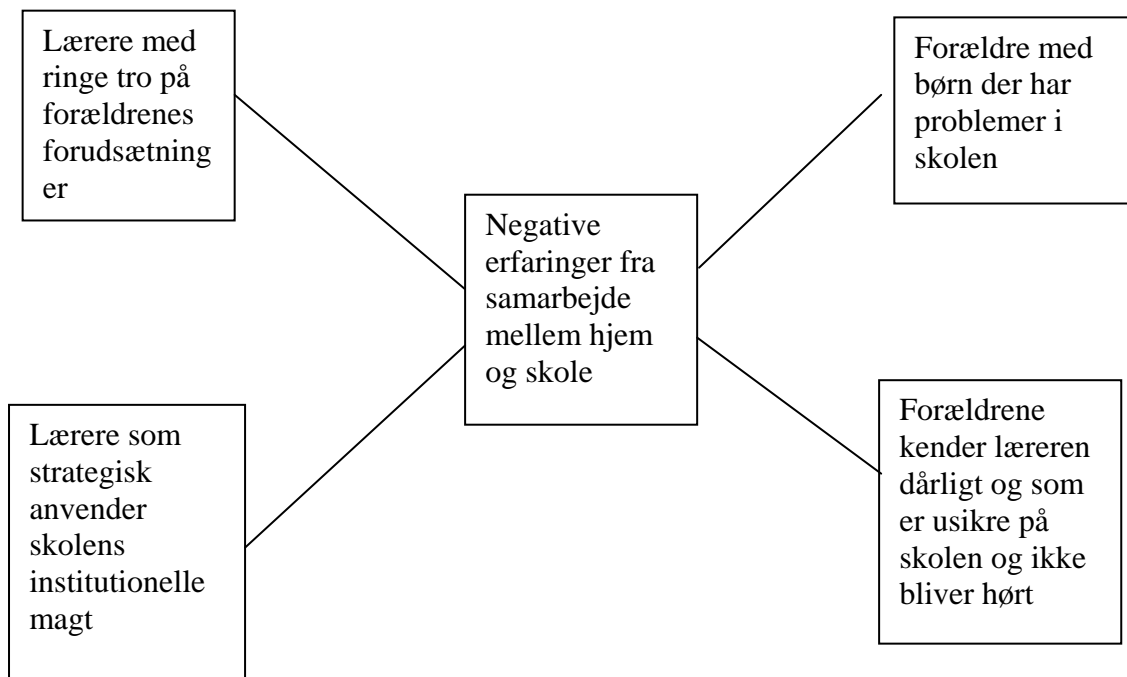 Lærere med
ringe tro på
forældrenes
forudsætning
er
Forældre med
børn der har
problemer i
skolen
Negative
erfaringer fra
samarbejde
mellem hjem
og skole
Lærere som
strategisk
anvender
skolens
institutionelle
magt
Forældrene
kender læreren
dårligt og som
er usikre på
skolen og ikke
bliver hørt